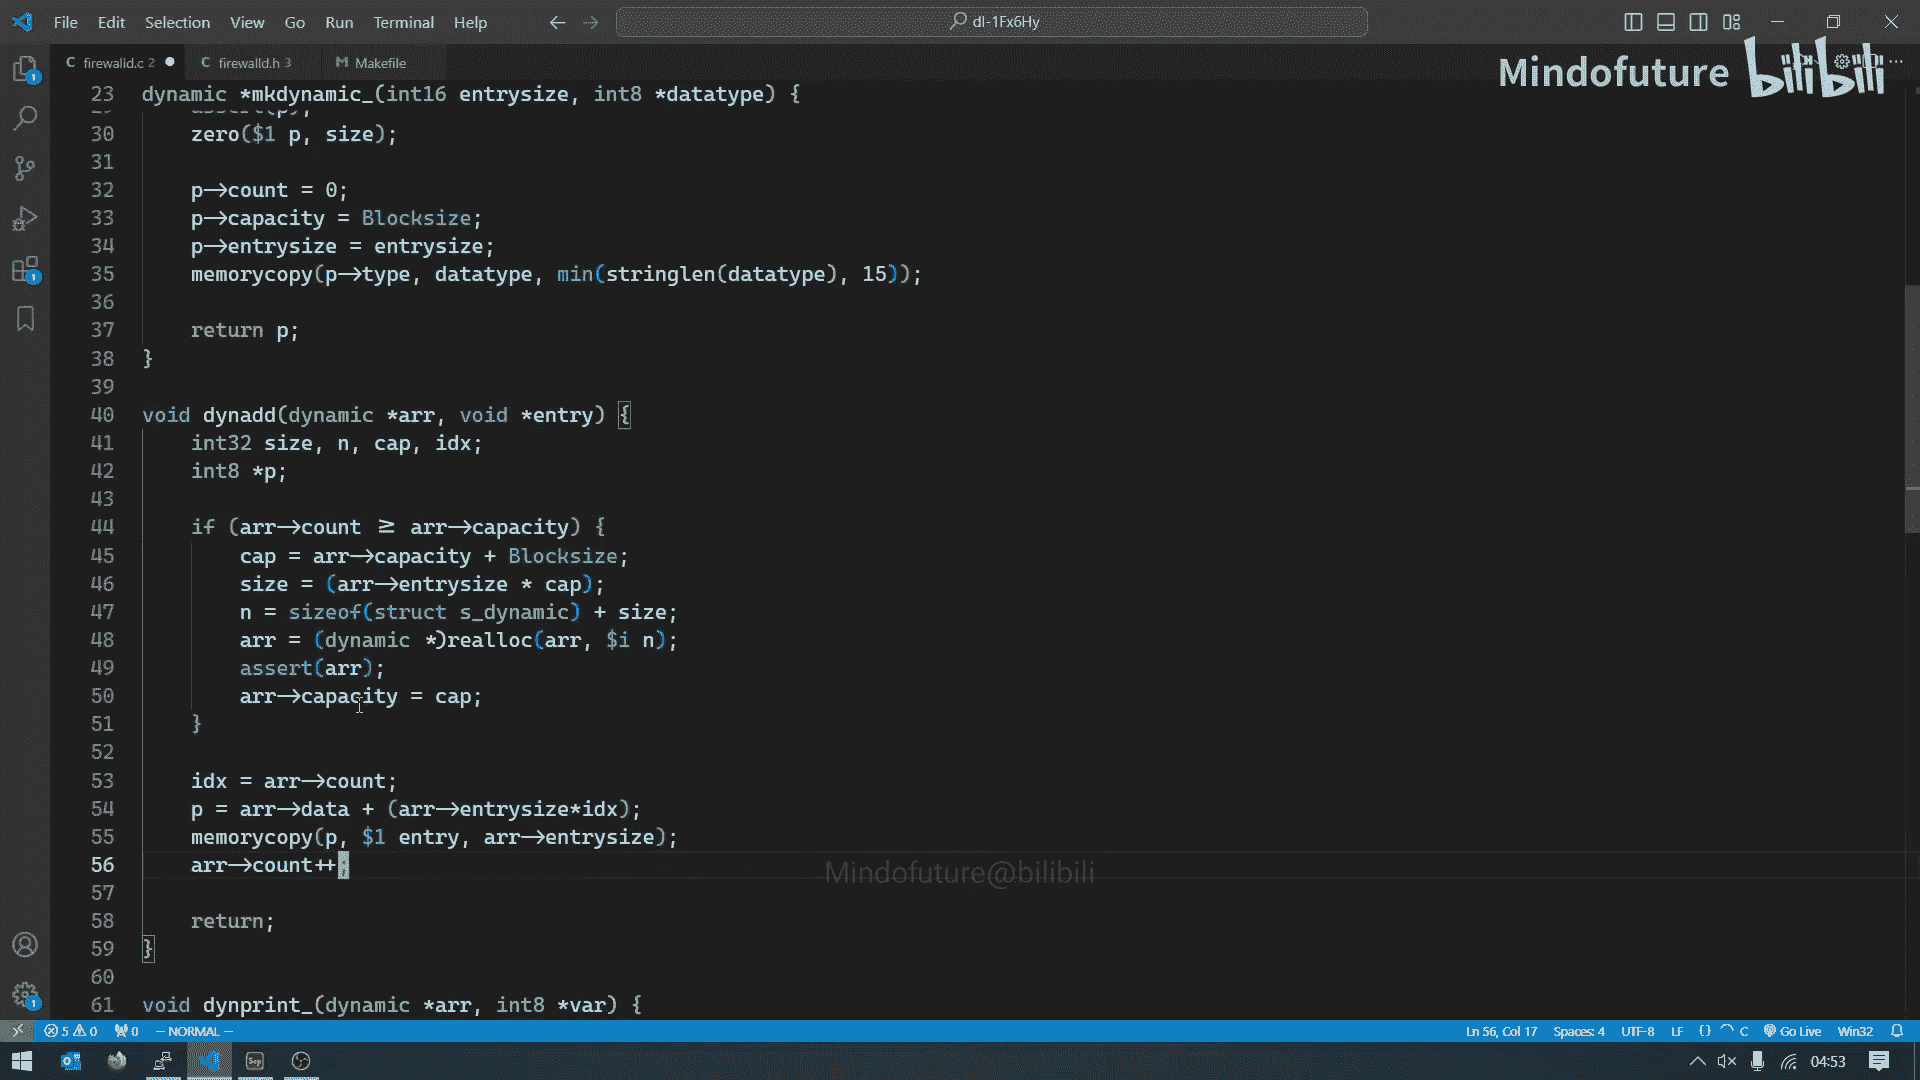 File Edit Selection View Go Run Terminal Help
dl-1Fx6Hy
C firewalld.c 2 C firewalld.h 3 M Makefile
Mindofuture bilibili
23 dynamic *mkdynamic_(int16 entrysize, int8 *datatype) {
30 zero($1 p, size);
31
32 p->count = 0;
33 p->capacity = Blocksize;
34 p->entrysize = entrysize;
35 memorycopy(p->type, datatype, min(stringlen(datatype), 15));
36
37 return p;
38 }
39
40 void dynadd(dynamic *arr, void *entry) {
41 int32 size, n, cap, idx;
42 int8 *p;
43
44 if (arr->count >= arr->capacity) {
45 cap = arr->capacity + Blocksize;
46 size = (arr->entrysize * cap);
47 n = sizeof(struct s_dynamic) + size;
48 arr = (dynamic *)realloc(arr, $i n);
49 assert(arr);
50 arr->capacity = cap;
51 }
52
53 idx = arr->count;
54 p = arr->data + (arr->entrysize*idx);
55 memorycopy(p, $1 entry, arr->entrysize);
56 arr->count++;
Mindofuture@bilibili
57
58 return;
59 }
60
61 void dynprint_(dynamic *arr, int8 *var) {
5 0 0 -- NORMAL -- Ln 56, Col 17 Spaces: 4 UTF-8 LF {} C Go Live Win32
04:53